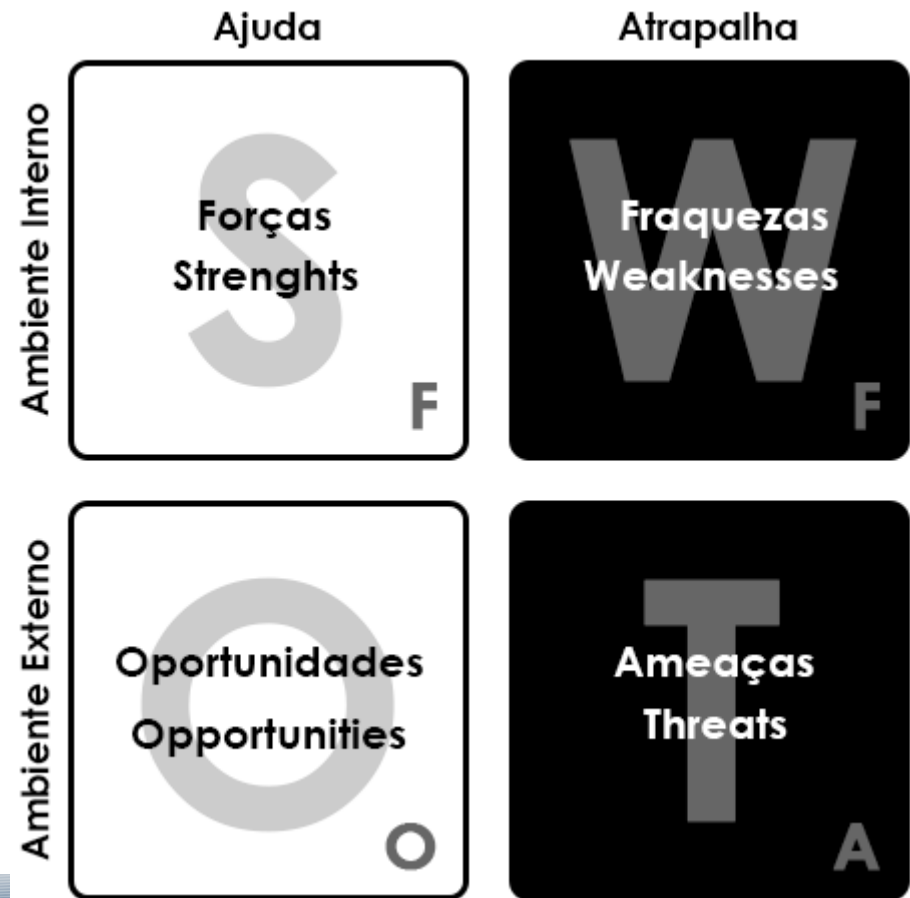 Ajuda
Atrapalha
Ambiente Interno
S
Forças
Strenghts
F
W
Fraquezas
Weaknesses
F
Ambiente Externo
O
Oportunidades
Opportunities
O
T
Ameaças
Threats
A